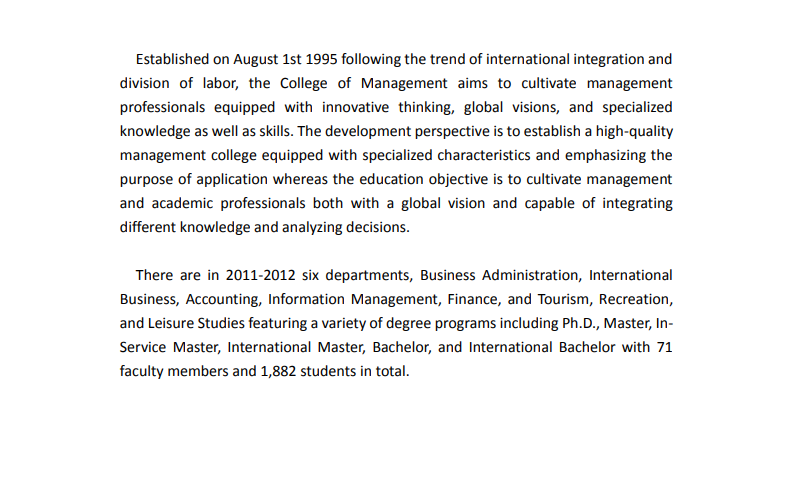 Established on August 1st 1995 following the trend of international integration and
division of labor, the College of Management aims to cultivate management
professionals equipped with innovative thinking, global visions, and specialized
knowledge as well as skills. The development perspective is to establish a high-quality
management college equipped with specialized characteristics and emphasizing the
purpose of application whereas the education objective is to cultivate management
and academic professionals both with a global vision and capable of integrating
different knowledge and analyzing decisions.
There are in 2011-2012 six departments, Business Administration, International
Business, Accounting, Information Management, Finance, and Tourism, Recreation,
and Leisure Studies featuring a variety of degree programs including Ph.D., Master, In-
Service Master, International Master, Bachelor, and International Bachelor with 71
faculty members and 1,882 students in total.